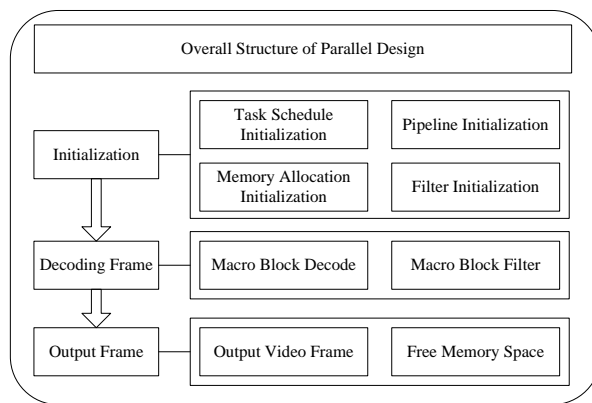 Overall Structure of Parallel Design
Task Schedule
Initialization
Pipeline Initialization
Initialization
Memory Allocation
Initialization
Filter Initialization
Decoding Frame
Macro Block Decode
Macro Block Filter
Output Frame
Output Video Frame
Free Memory Space